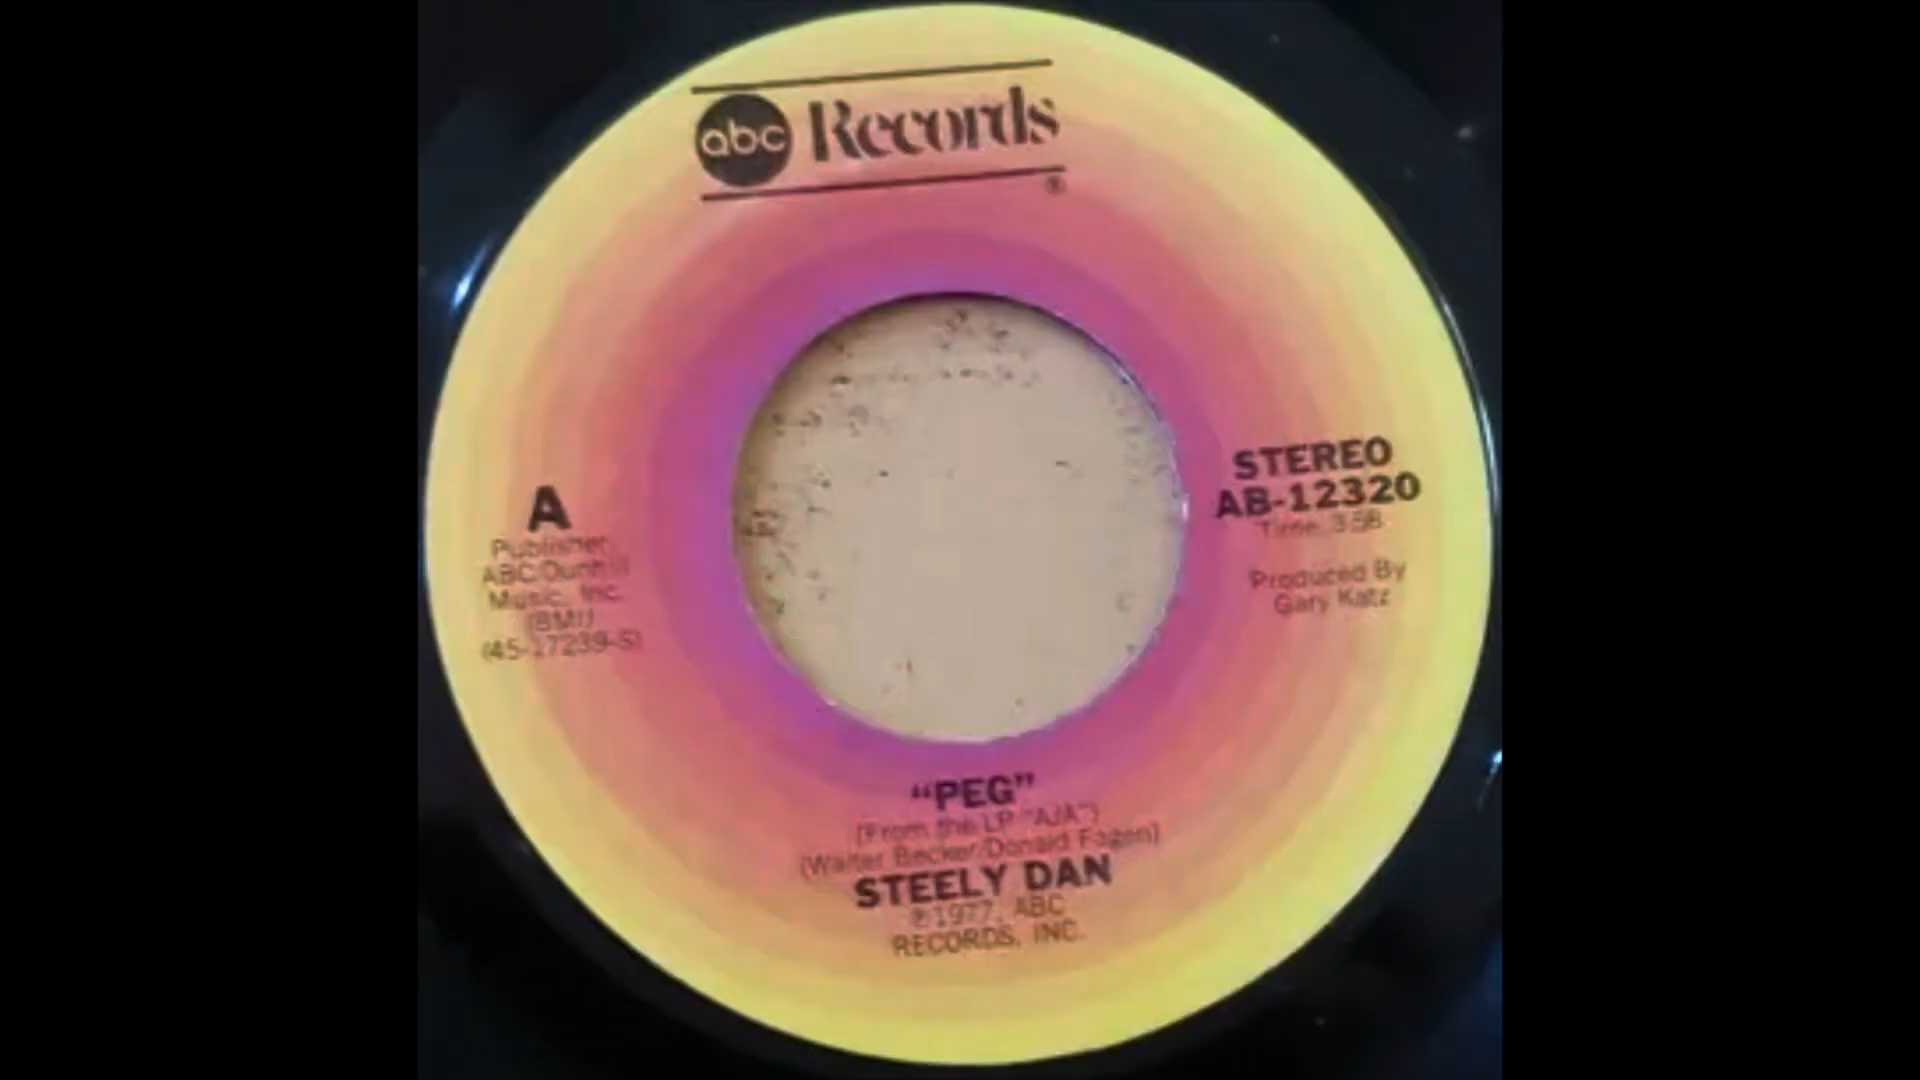 abc Records
®
A
Publisher
ABC/Dunhill
Music, Inc.
(BMI)
(45-17239-S)
STEREO
AB-12320
Time: 3:58
Produced By
Gary Katz
“PEG”
(From the LP "AJA")
(Walter Becker/Donald Fagen)
STEELY DAN
℗1977, ABC
RECORDS, INC.